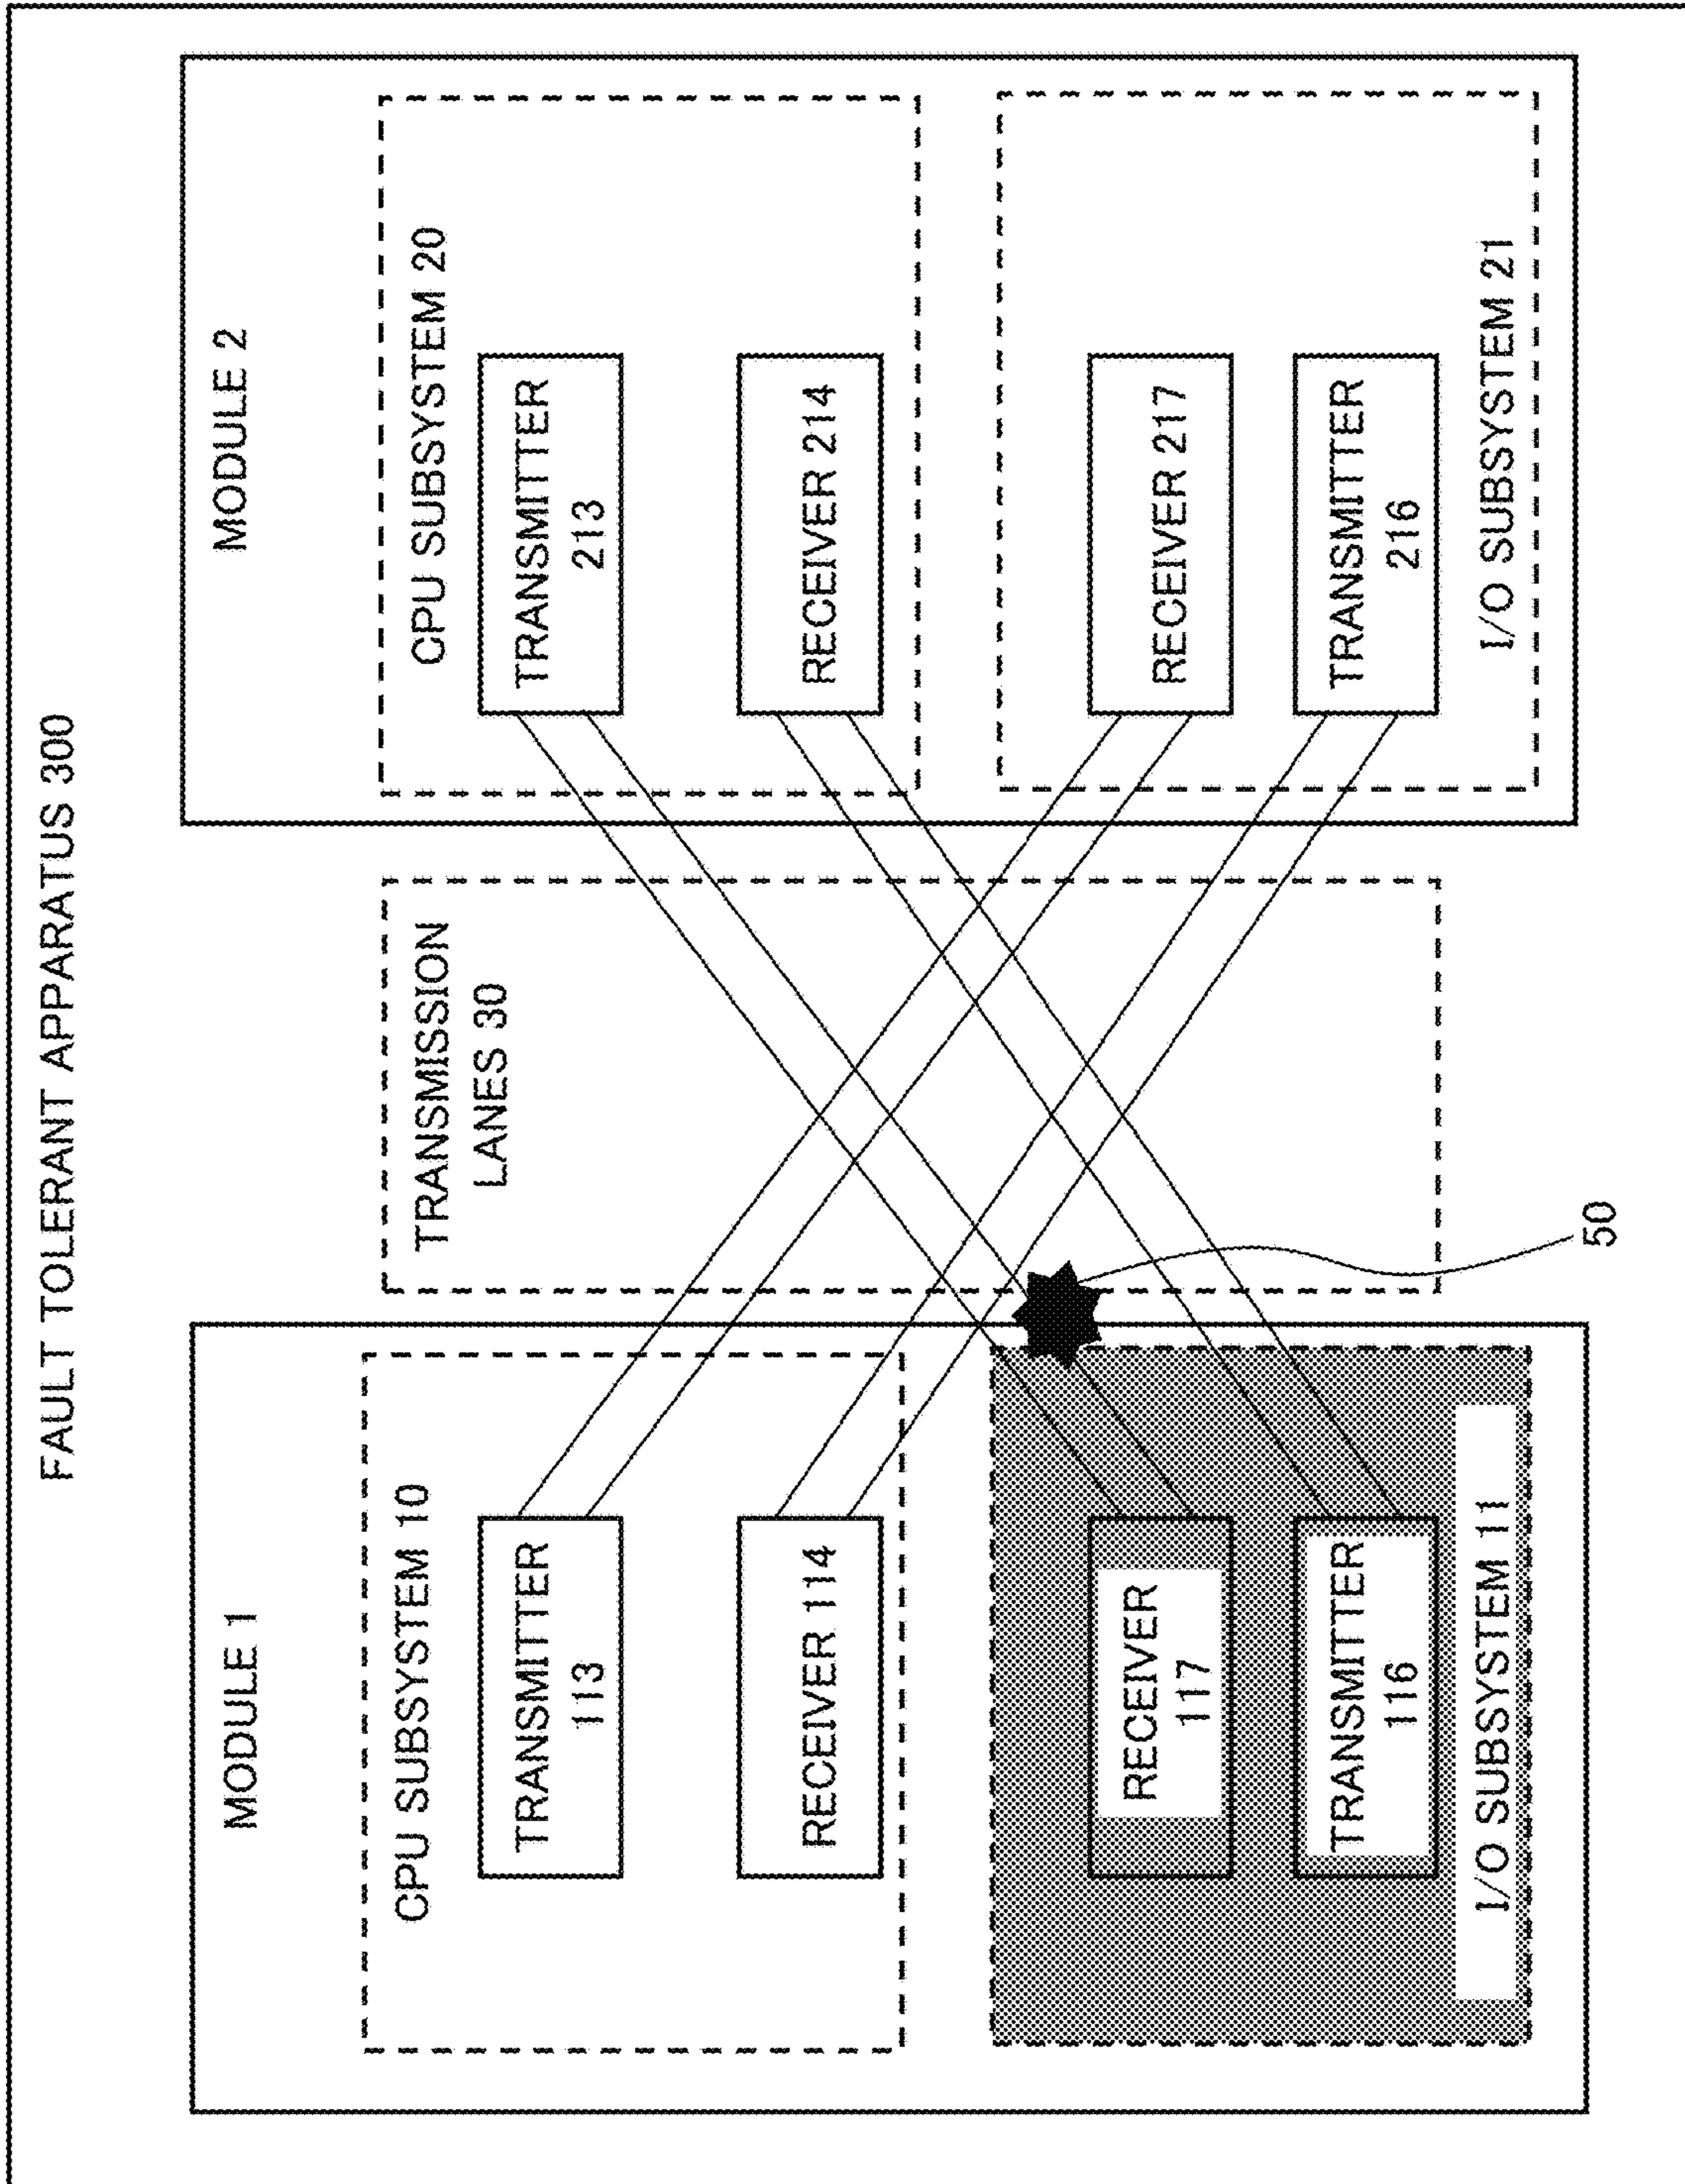 FAULT TOLERANT APPARATUS 300
MODULE 1
CPU SUBSYSTEM 10
TRANSMITTER
113
RECEIVER 114
RECEIVER
117
TRANSMITTER
116
I/O SUBSYSTEM 11
TRANSMISSION
LANES 30
50
MODULE 2
CPU SUBSYSTEM 20
TRANSMITTER
213
RECEIVER 214
RECEIVER 217
TRANSMITTER
216
I/O SUBSYSTEM 21